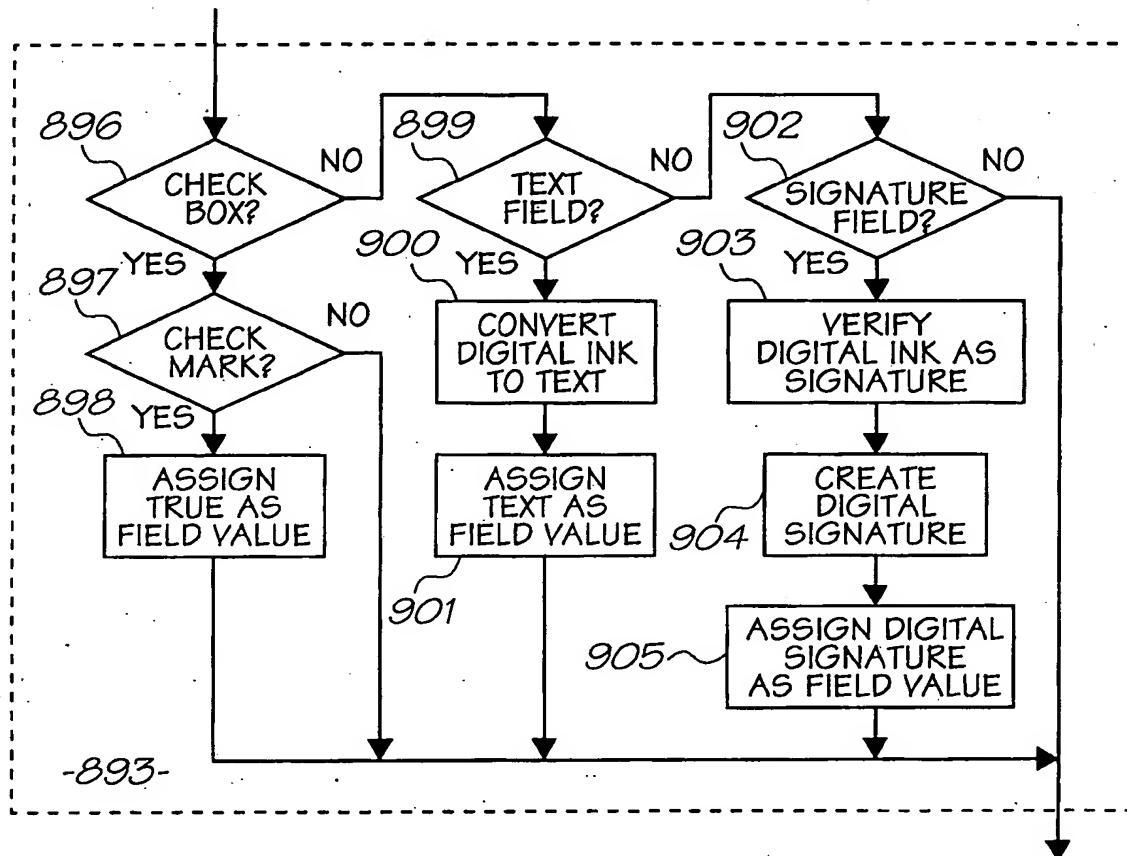 896
CHECK
BOX?
NO
YES
899
TEXT
FIELD?
NO
YES
902
SIGNATURE
FIELD?
NO
YES
897
CHECK
MARK?
NO
YES
900
CONVERT
DIGITAL INK
TO TEXT
903
VERIFY
DIGITAL INK AS
SIGNATURE
898
ASSIGN
TRUE AS
FIELD VALUE
ASSIGN
TEXT AS
FIELD VALUE
901
CREATE
DIGITAL
SIGNATURE
904
ASSIGN DIGITAL
SIGNATURE
AS FIELD VALUE
905
-893-